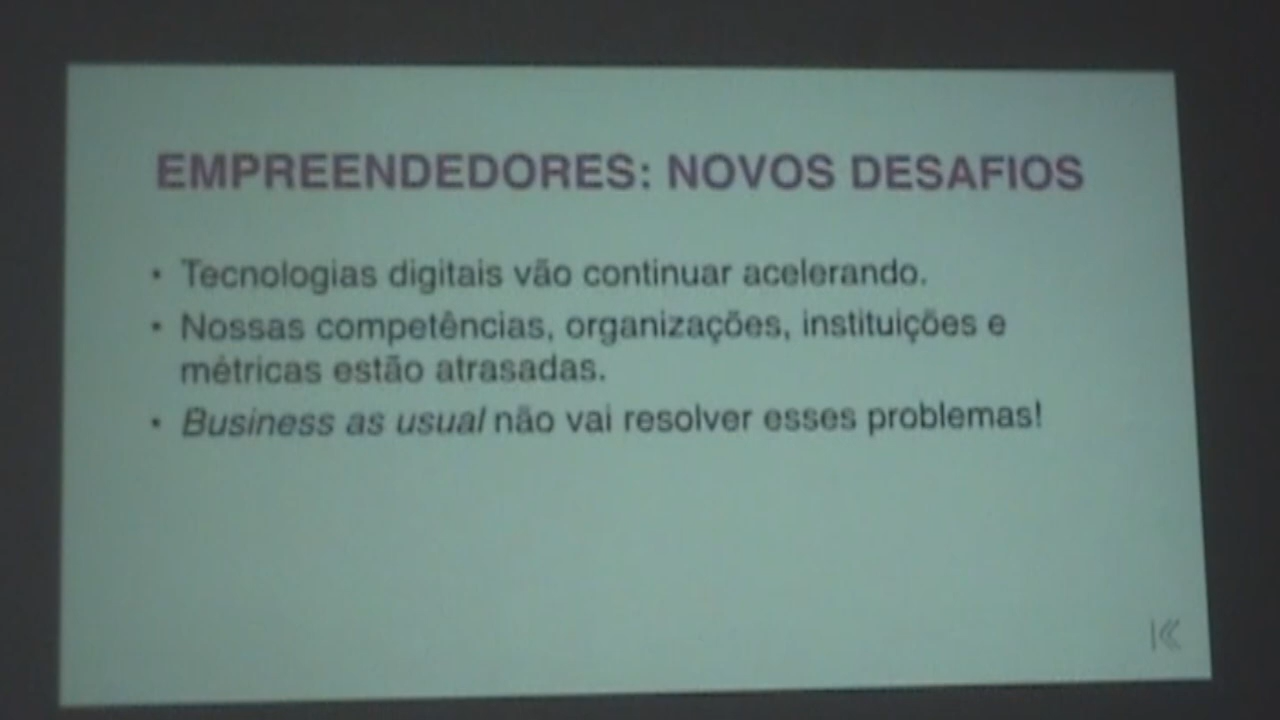 EMPREENDEDORES: NOVOS DESAFIOS
• Tecnologias digitais vão continuar acelerando.
• Nossas competências, organizações, instituições e
métricas estão atrasadas.
• Business as usual não vai resolver esses problemas!